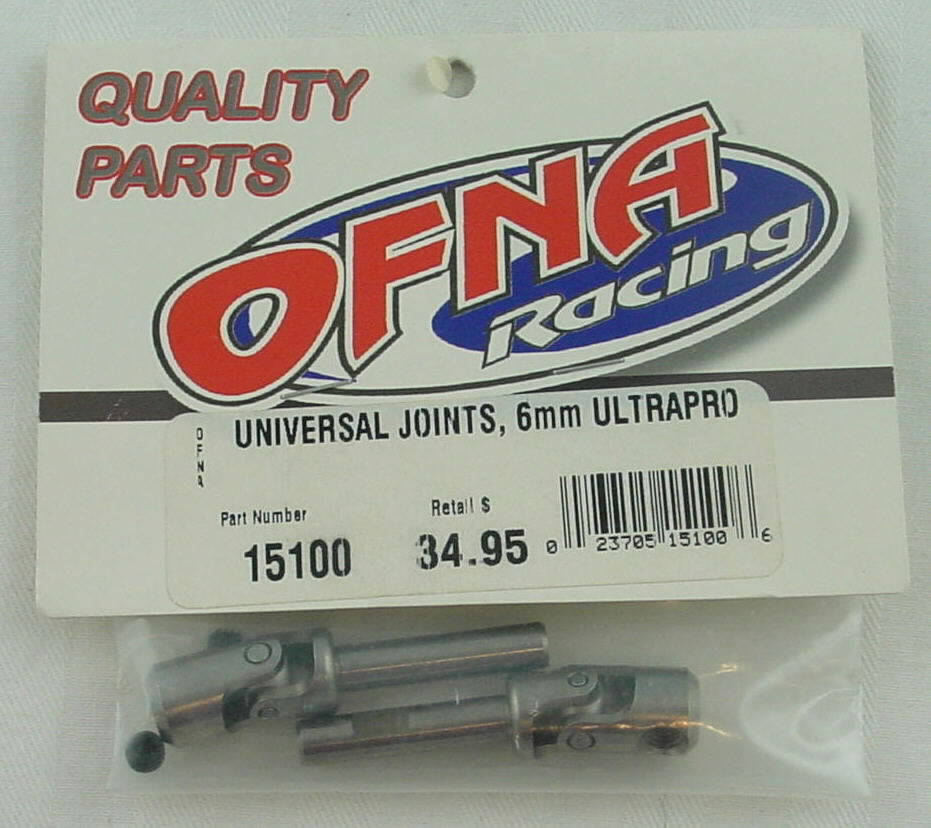 QUALITY
PARTS
OFNA
Racing
OFNA
UNIVERSAL JOINTS, 6mm ULTRAPRO
Part Number
15100
Retail $
34.95
0 23705 15100 6